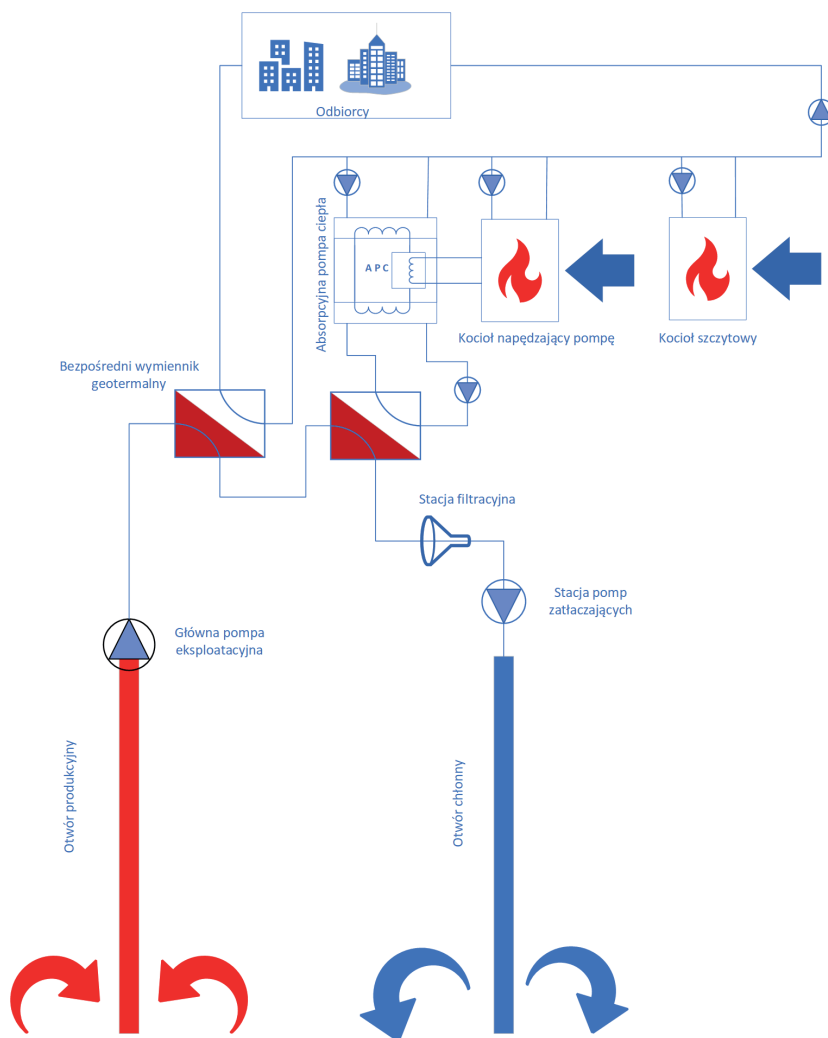 Odbiorcy
Absorpcyjna pompa ciepła
APC
Kocioł napędzający pompę
Kocioł szczytowy
Bezpośredni wymiennik
geotermalny
Stacja filtracyjna
Stacja pomp
zatłaczających
Główna pompa
eksploatacyjna
Otwór produkcyjny
Otwór chłonny